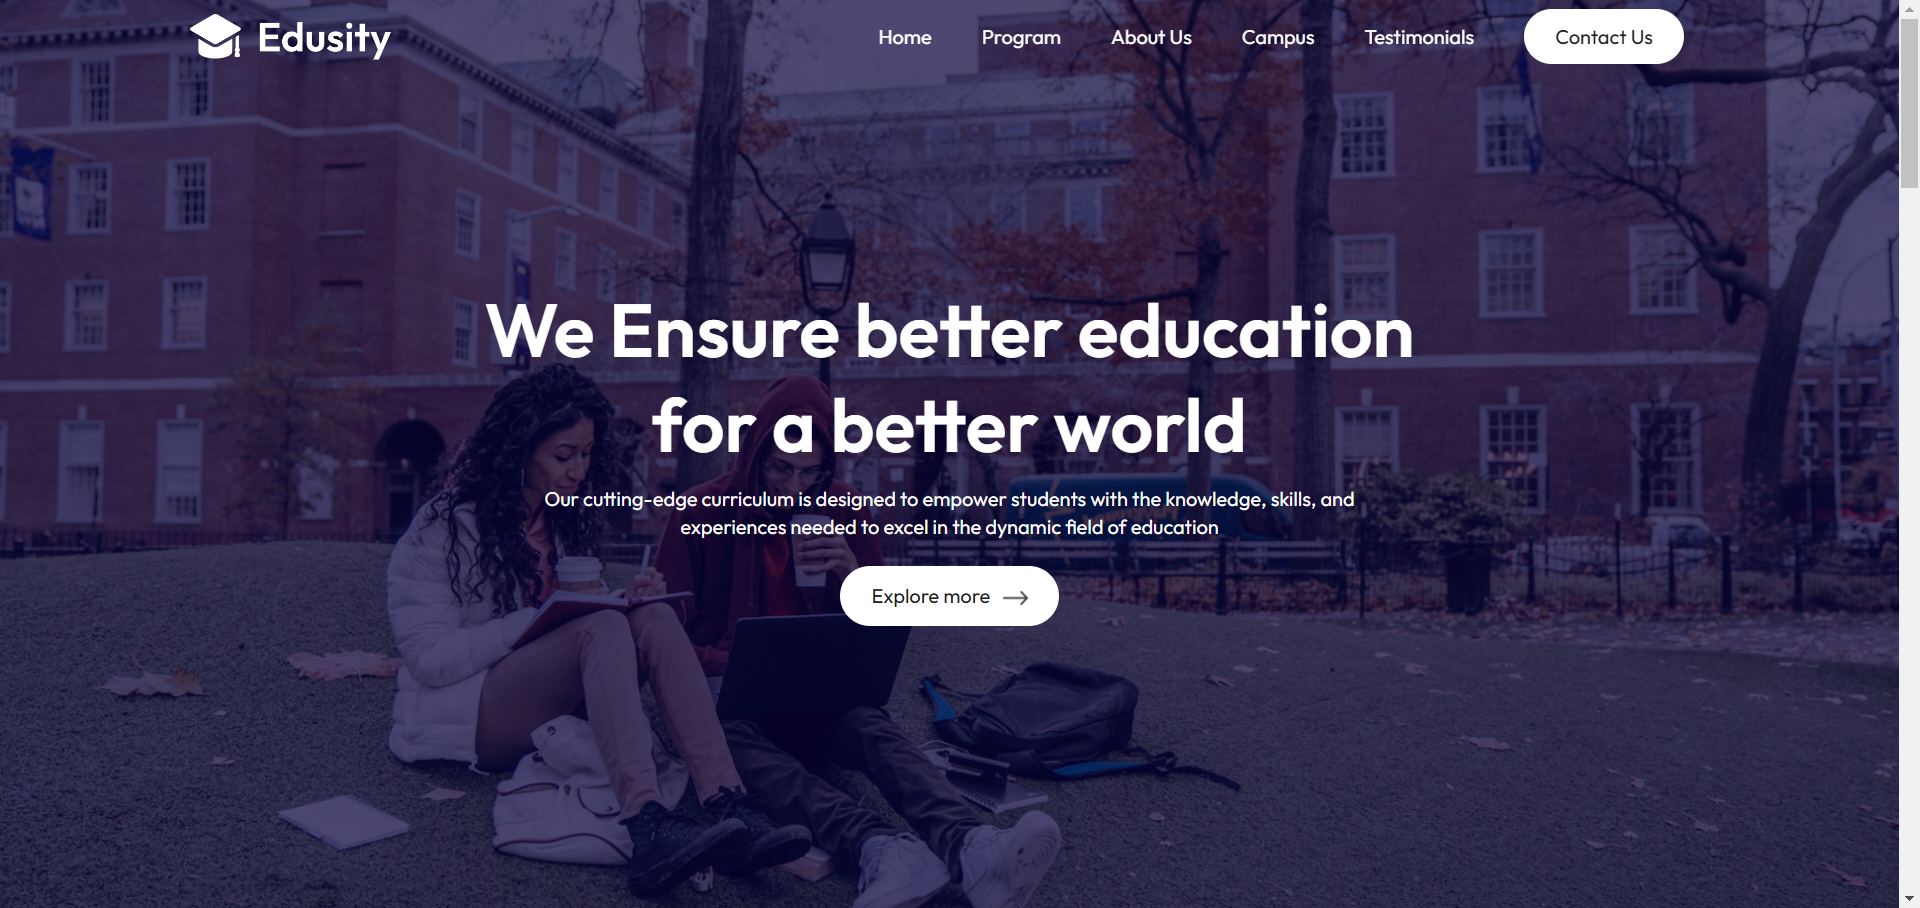 Edusity
Home
Program
About Us
Campus
Testimonials
Contact Us
We Ensure better education
for a better world
Our cutting-edge curriculum is designed to empower students with the knowledge, skills, and
experiences needed to excel in the dynamic field of education
Explore more